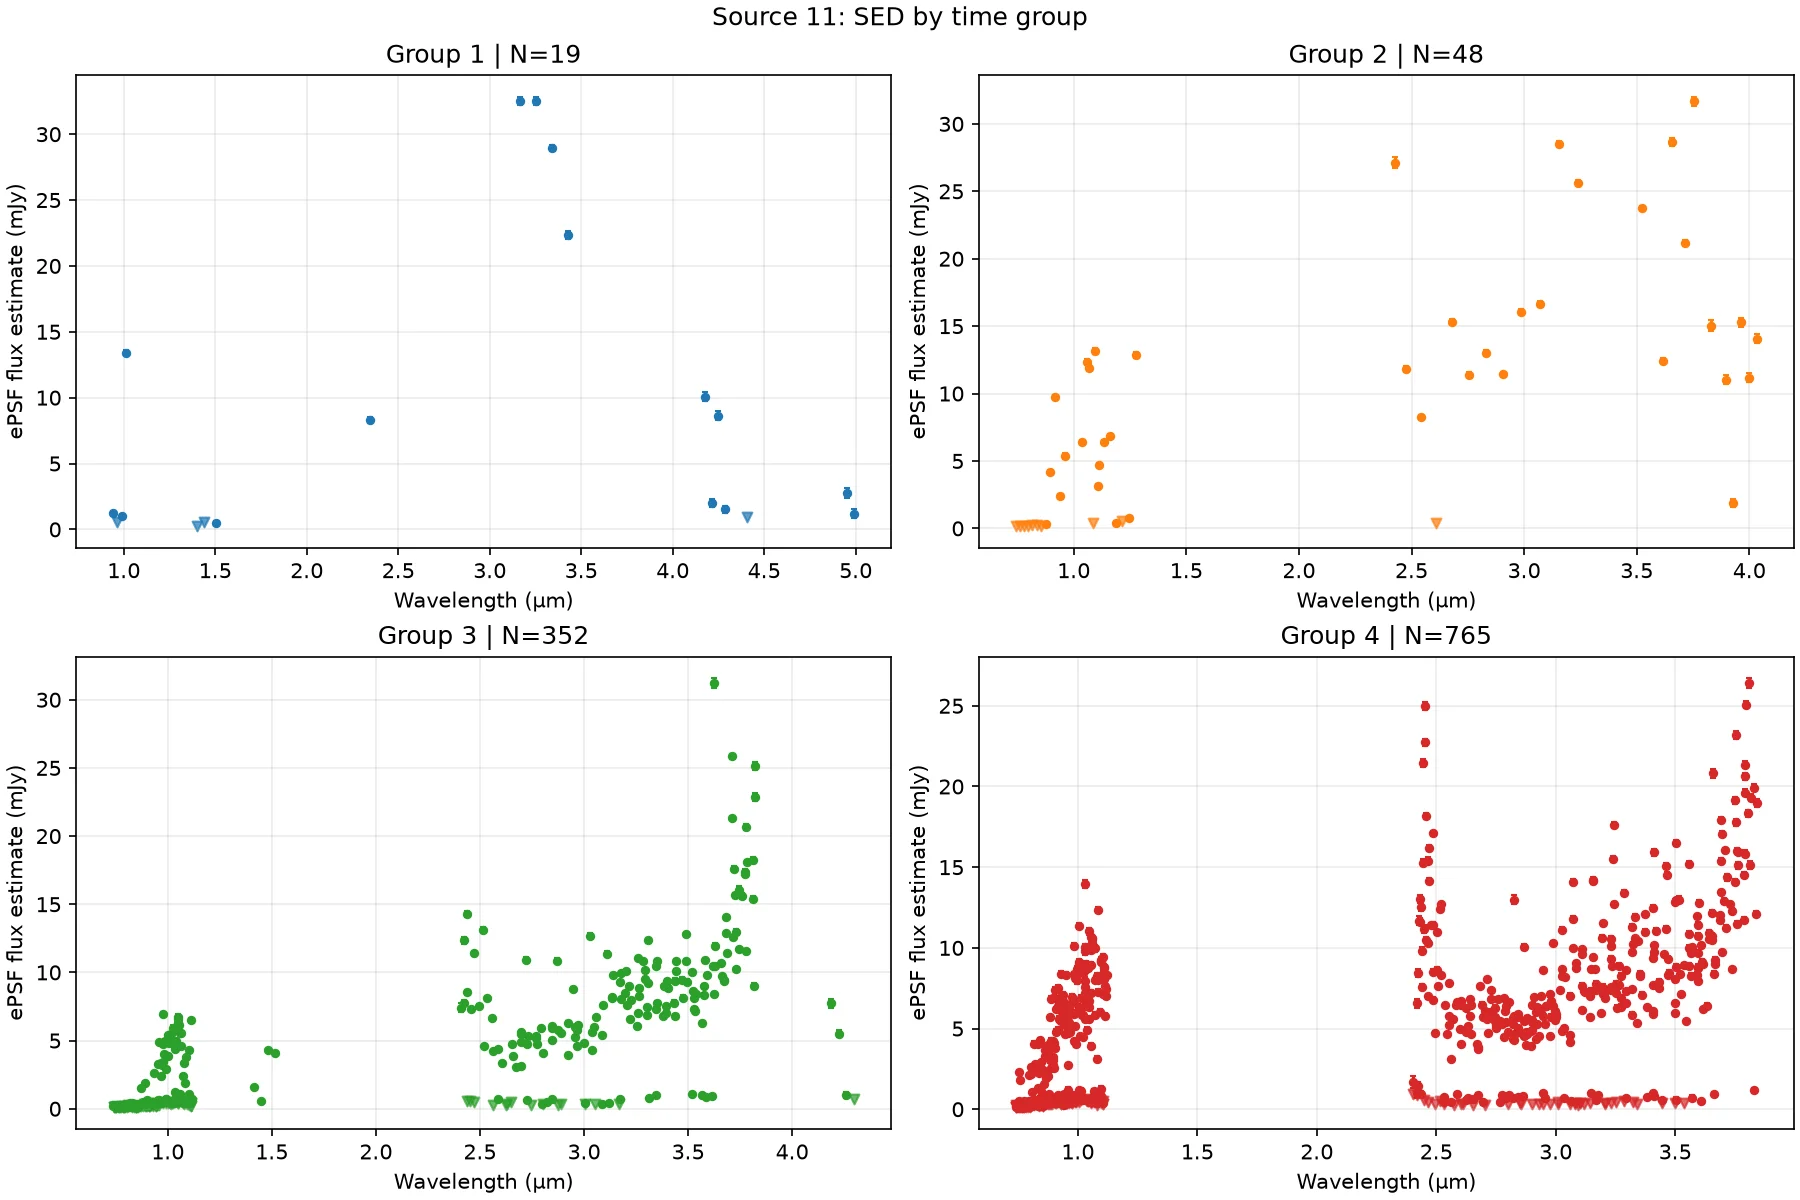 Source 11: SED by time group
Group 1 | N=19
ePSF flux estimate (mJy)
30
25
20
15
10
5
0
1.0 1.5 2.0 2.5 3.0 3.5 4.0 4.5 5.0
Wavelength (μm)
Group 2 | N=48
ePSF flux estimate (mJy)
30
25
20
15
10
5
0
1.0 1.5 2.0 2.5 3.0 3.5 4.0
Wavelength (μm)
Group 3 | N=352
ePSF flux estimate (mJy)
30
25
20
15
10
5
0
1.0 1.5 2.0 2.5 3.0 3.5 4.0
Wavelength (μm)
Group 4 | N=765
ePSF flux estimate (mJy)
25
20
15
10
5
0
1.0 1.5 2.0 2.5 3.0 3.5
Wavelength (μm)